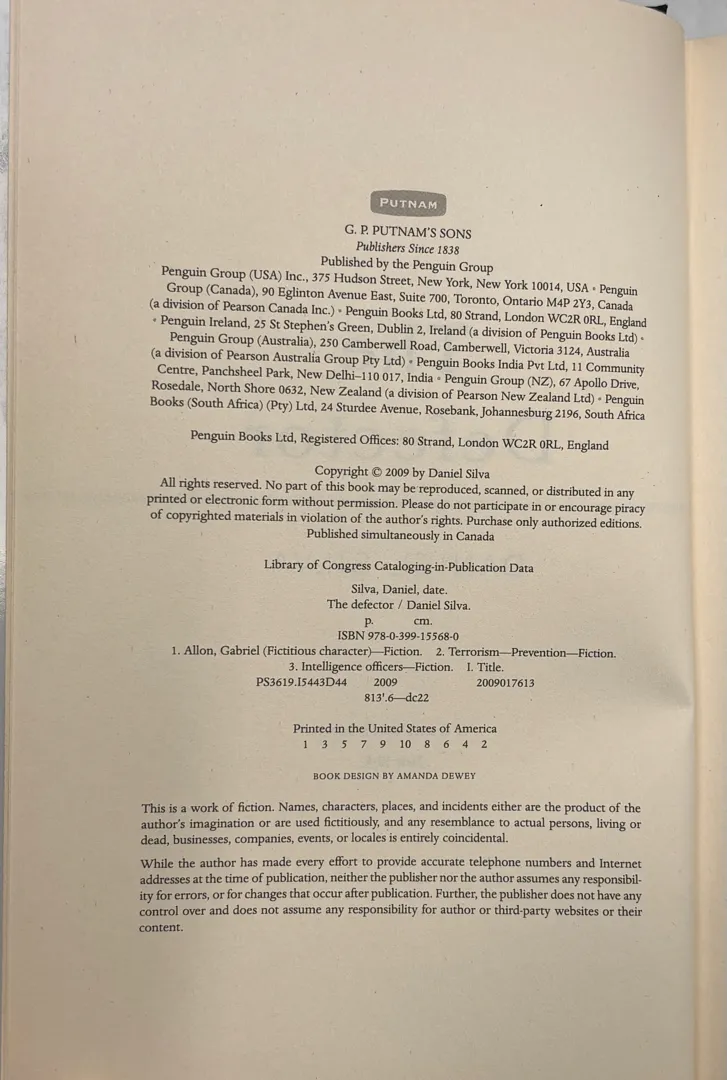 PUTNAM
G. P. PUTNAM'S SONS
Publishers Since 1838
Published by the Penguin Group
Penguin Group (USA) Inc., 375 Hudson Street, New York, New York 10014, USA • Penguin
Group (Canada), 90 Eglinton Avenue East, Suite 700, Toronto, Ontario M4P 2Y3, Canada
(a division of Pearson Canada Inc.) • Penguin Books Ltd, 80 Strand, London WC2R 0RL, England
• Penguin Ireland, 25 St Stephen's Green, Dublin 2, Ireland (a division of Penguin Books Ltd) •
Penguin Group (Australia), 250 Camberwell Road, Camberwell, Victoria 3124, Australia
(a division of Pearson Australia Group Pty Ltd) • Penguin Books India Pvt Ltd, 11 Community
Centre, Panchsheel Park, New Delhi–110 017, India • Penguin Group (NZ), 67 Apollo Drive,
Rosedale, North Shore 0632, New Zealand (a division of Pearson New Zealand Ltd) • Penguin
Books (South Africa) (Pty) Ltd, 24 Sturdee Avenue, Rosebank, Johannesburg 2196, South Africa
Penguin Books Ltd, Registered Offices: 80 Strand, London WC2R 0RL, England
Copyright © 2009 by Daniel Silva
All rights reserved. No part of this book may be reproduced, scanned, or distributed in any
printed or electronic form without permission. Please do not participate in or encourage piracy
of copyrighted materials in violation of the author's rights. Purchase only authorized editions.
Published simultaneously in Canada
Library of Congress Cataloging-in-Publication Data
Silva, Daniel, date.
The defector / Daniel Silva.
p. cm.
ISBN 978-0-399-15568-0
1. Allon, Gabriel (Fictitious character)—Fiction. 2. Terrorism—Prevention—Fiction.
3. Intelligence officers—Fiction. I. Title.
PS3619.I5443D44 2009 2009017613
813'.6—dc22
Printed in the United States of America
1 3 5 7 9 10 8 6 4 2
BOOK DESIGN BY AMANDA DEWEY
This is a work of fiction. Names, characters, places, and incidents either are the product of the
author's imagination or are used fictitiously, and any resemblance to actual persons, living or
dead, businesses, companies, events, or locales is entirely coincidental.
While the author has made every effort to provide accurate telephone numbers and Internet
addresses at the time of publication, neither the publisher nor the author assumes any responsibil-
ity for errors, or for changes that occur after publication. Further, the publisher does not have any
control over and does not assume any responsibility for author or third-party websites or their
content.